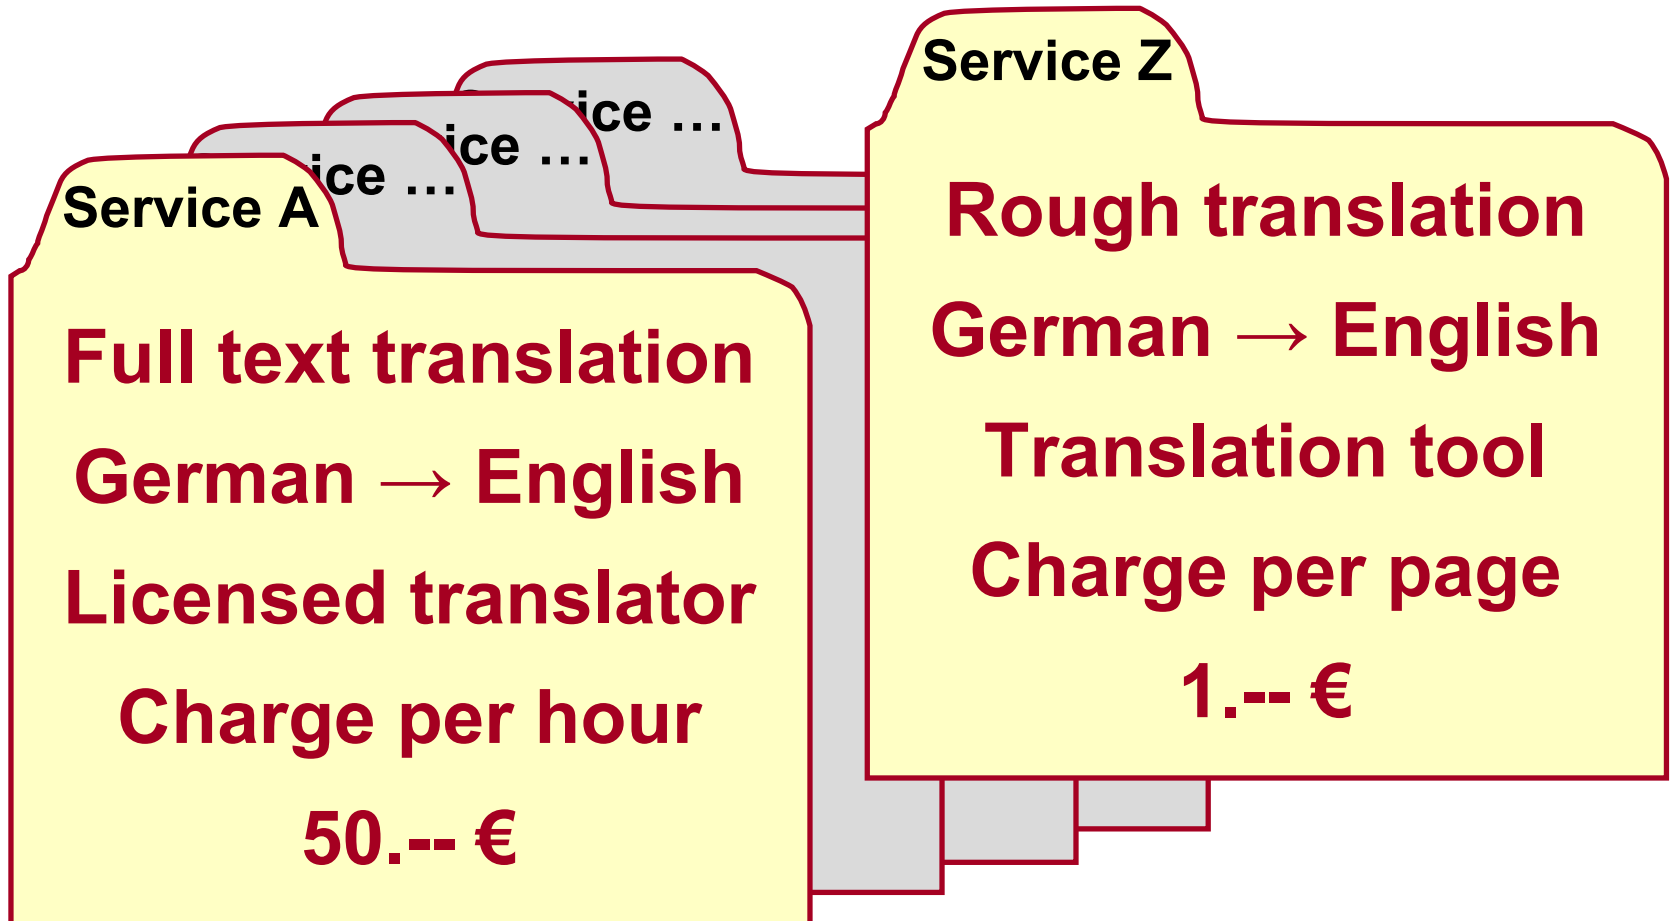 Service A
Full text translation
German → English
Licensed translator
Charge per hour
50.-- €
…
…
…
Service Z
Rough translation
German → English
Translation tool
Charge per page
1.-- €